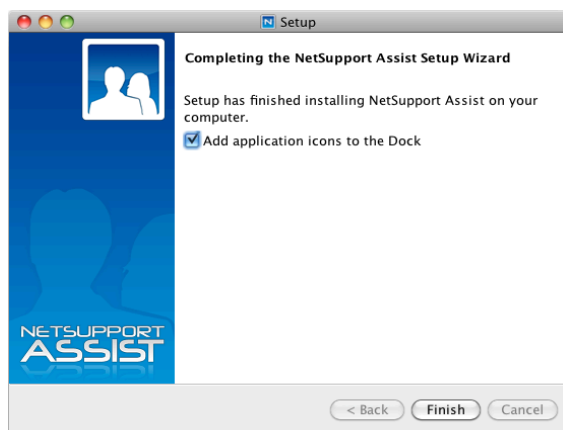 Setup
Completing the NetSupport Assist Setup Wizard
Setup has finished installing NetSupport Assist on your
computer.
Add application icons to the Dock
NETSUPPORT
ASSIST
< Back
Finish
Cancel